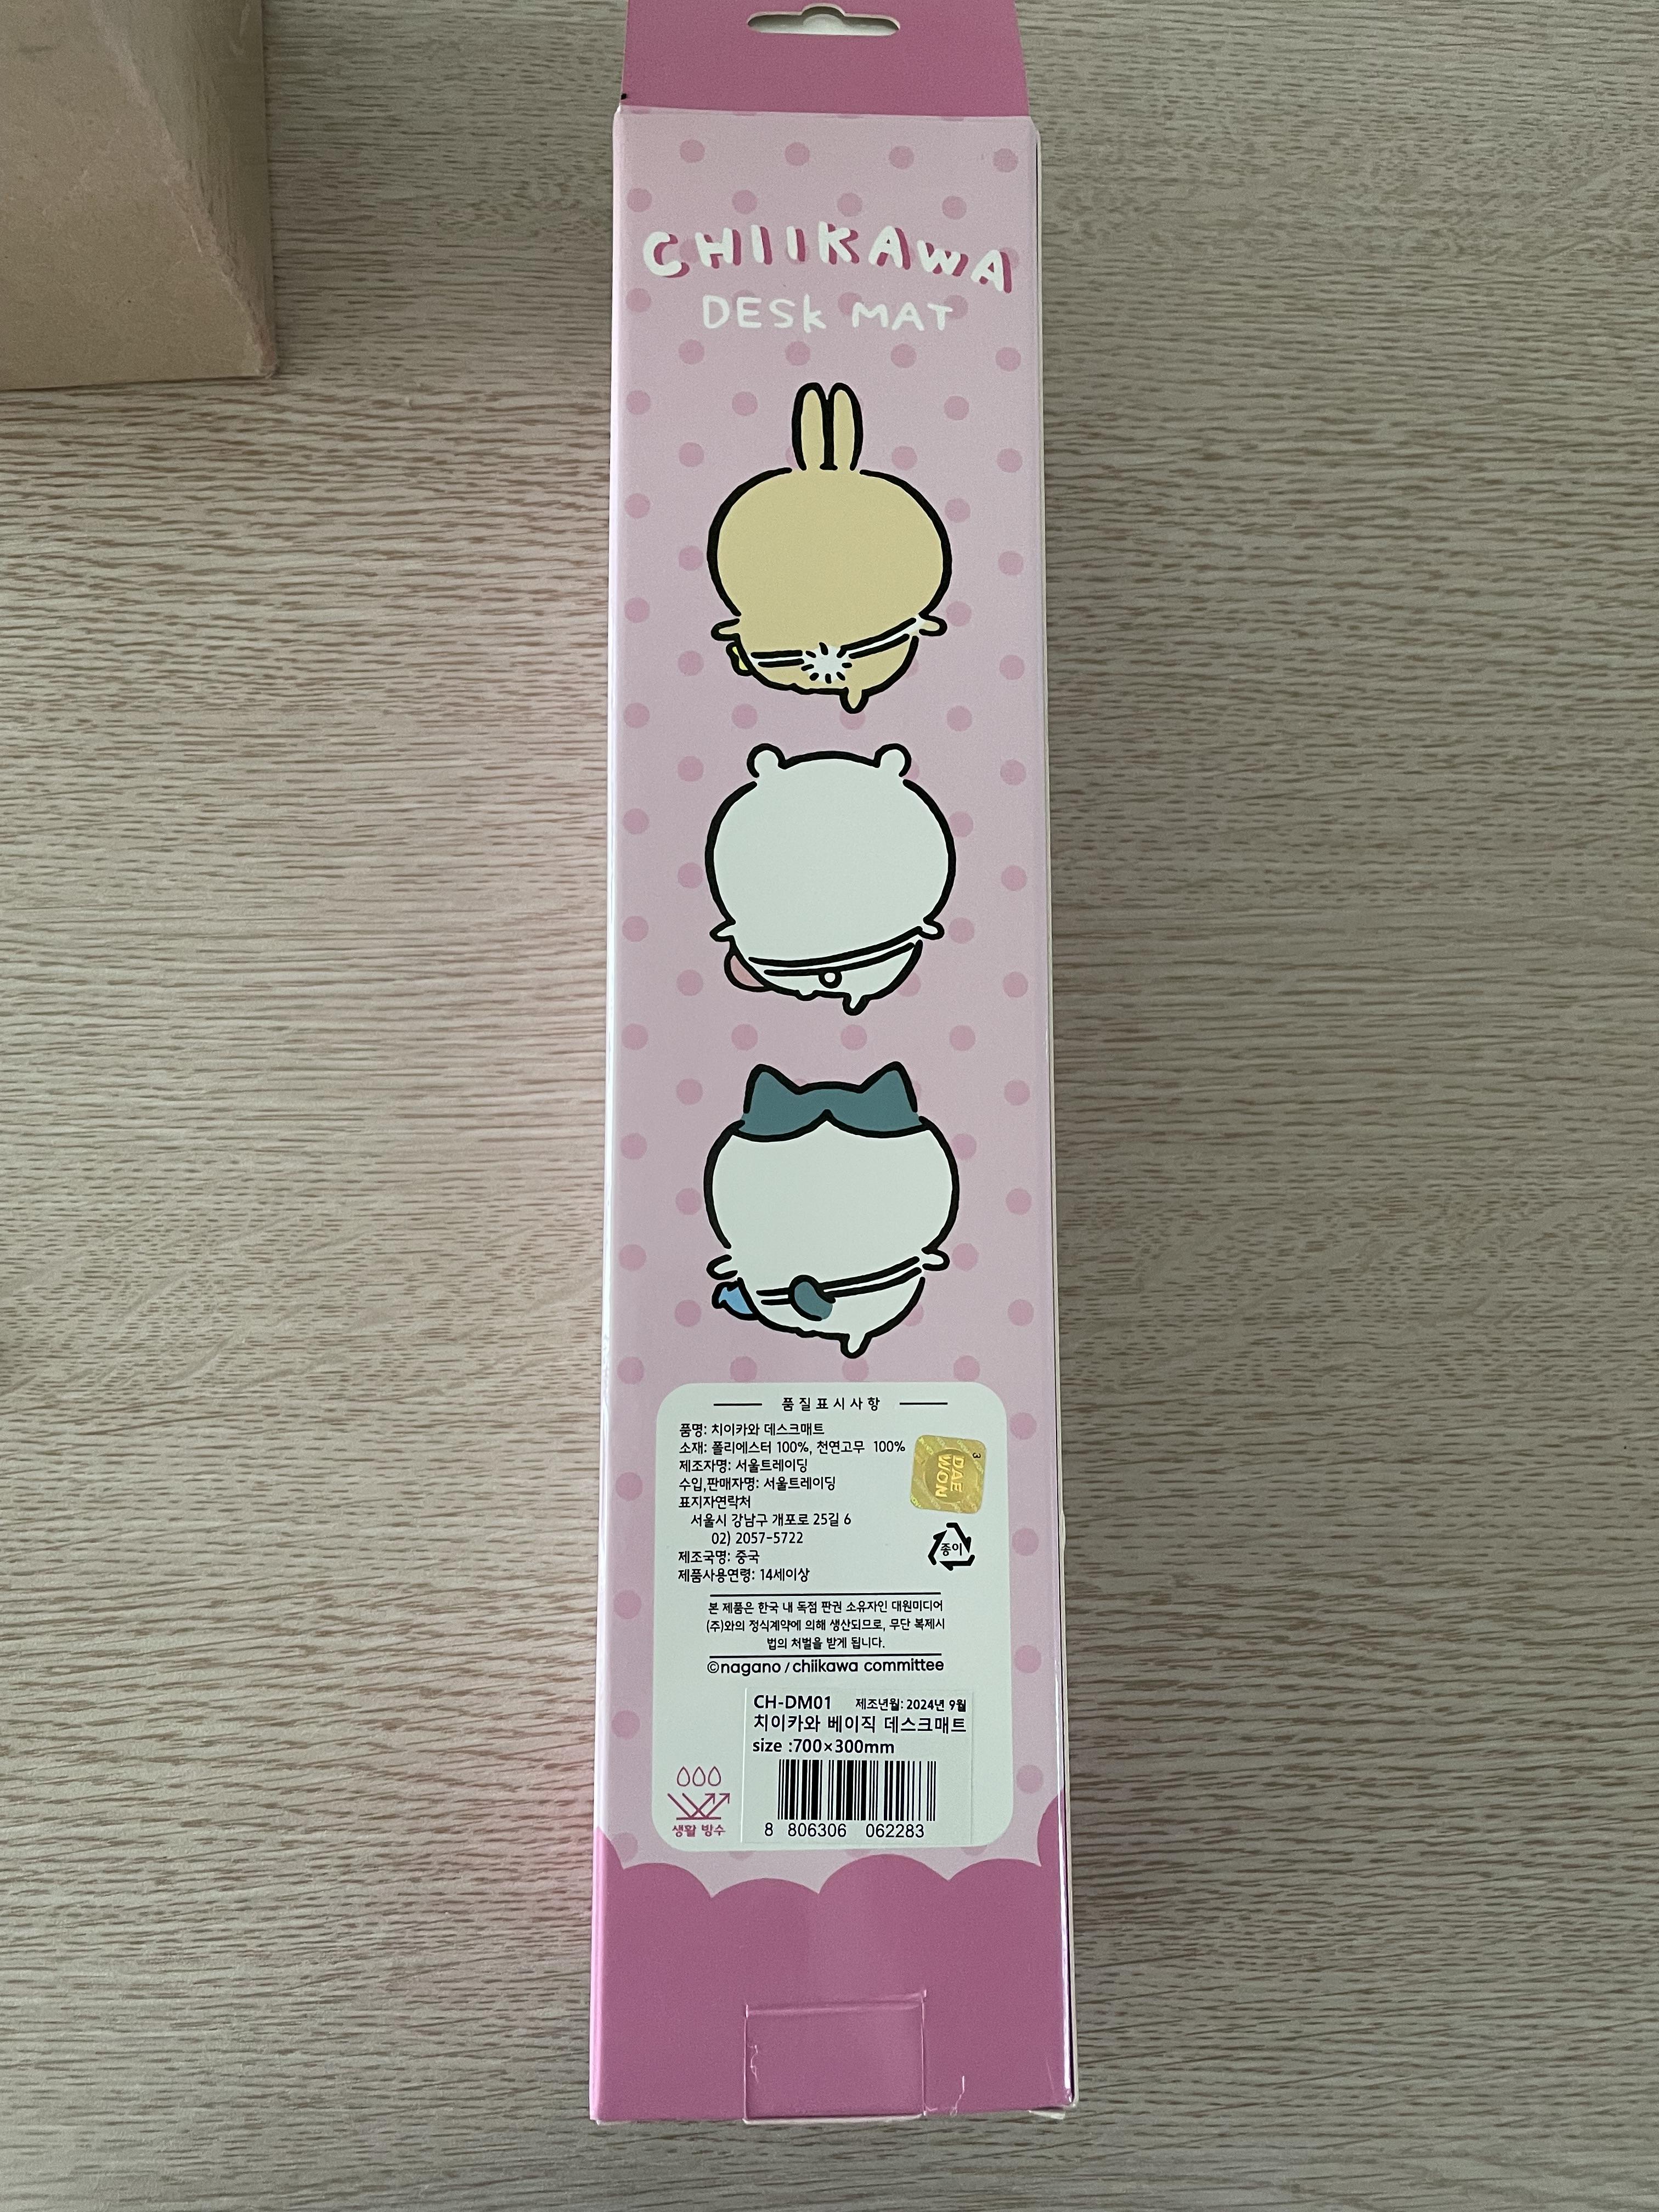 CHIIKAWA
DESK MAT
품질표시사항
품명: 치이카와 데스크매트
소재: 폴리에스터 100%, 천연고무 100%
제조자명: 서울트레이딩
수입,판매자명: 서울트레이딩
표지자연락처
서울시 강남구 개포로 25길 6
02) 2057-5722
제조국명: 중국
제품사용연령: 14세이상
DAE
WON
3
종이
본 제품은 한국 내 독점 판권 소유자인 대원미디어
(주)와의 정식계약에 의해 생산되므로, 무단 복제시
법의 처벌을 받게 됩니다.
©nagano / chiikawa committee
CH-DM01 제조년월: 2024년 9월
치이카와 베이직 데스크매트
size :700×300mm
생활 방수
8 806306 062283